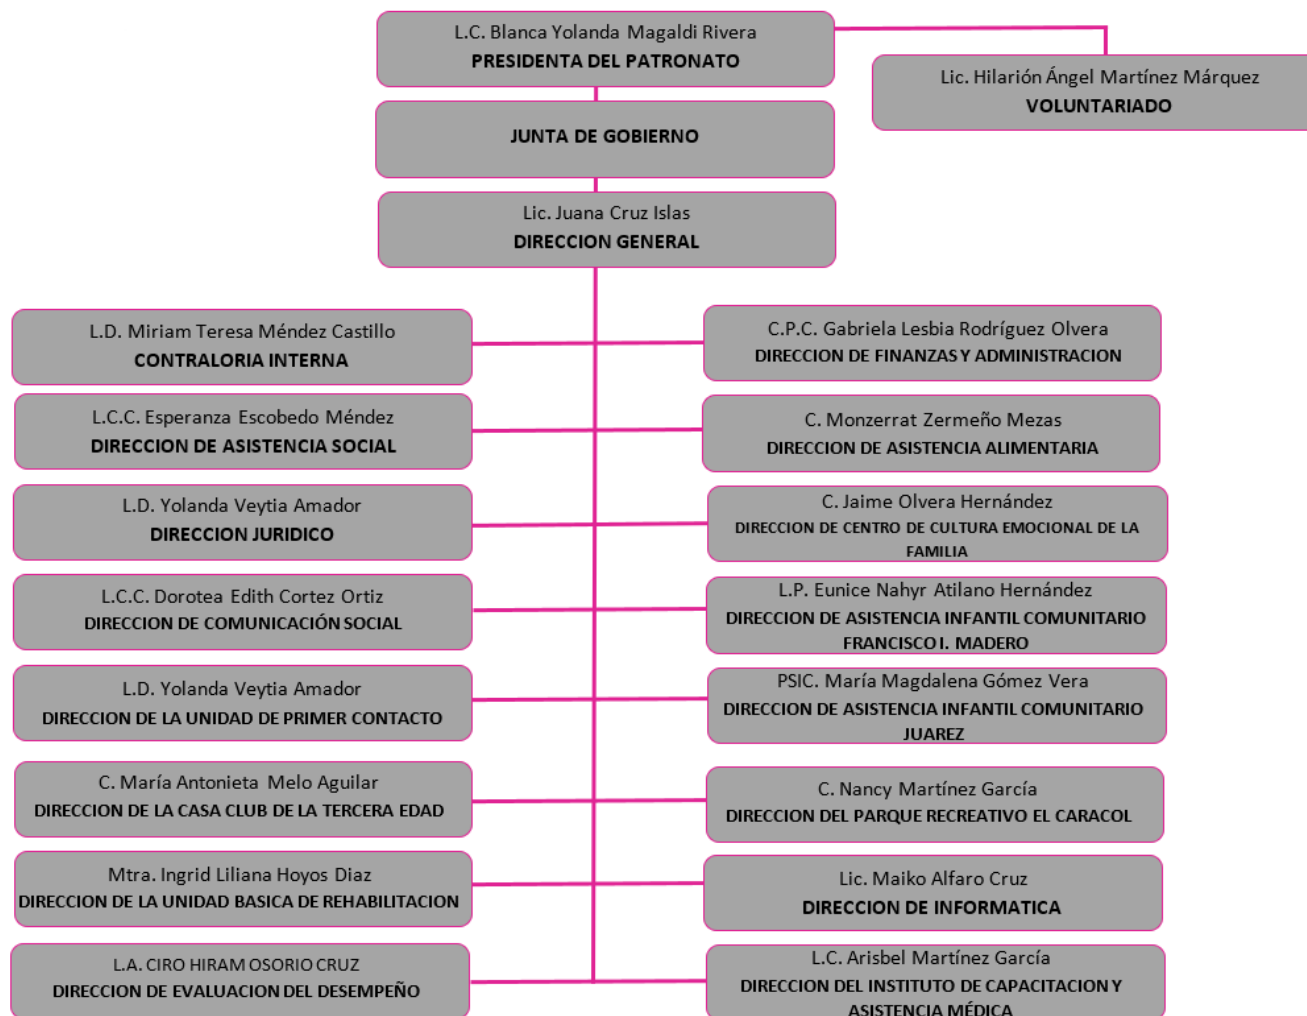 L.C. Blanca Yolanda Magaldi Rivera
PRESIDENTA DEL PATRONATO
Lic. Hilarión Ángel Martínez Márquez
VOLUNTARIADO
JUNTA DE GOBIERNO
Lic. Juana Cruz Islas
DIRECCION GENERAL
L.D. Miriam Teresa Méndez Castillo
CONTRALORIA INTERNA
C.P.C. Gabriela Lesbia Rodríguez Olvera
DIRECCION DE FINANZAS Y ADMINISTRACION
L.C.C. Esperanza Escobedo Méndez
DIRECCION DE ASISTENCIA SOCIAL
C. Monzerrat Zermeño Mezas
DIRECCION DE ASISTENCIA ALIMENTARIA
L.D. Yolanda Veytia Amador
DIRECCION JURIDICO
C. Jaime Olvera Hernández
DIRECCION DE CENTRO DE CULTURA EMOCIONAL DE LA
FAMILIA
L.C.C. Dorotea Edith Cortez Ortiz
DIRECCION DE COMUNICACIÓN SOCIAL
L.P. Eunice Nahyr Atilano Hernández
DIRECCION DE ASISTENCIA INFANTIL COMUNITARIO
FRANCISCO I. MADERO
L.D. Yolanda Veytia Amador
DIRECCION DE LA UNIDAD DE PRIMER CONTACTO
PSIC. María Magdalena Gómez Vera
DIRECCION DE ASISTENCIA INFANTIL COMUNITARIO
JUAREZ
C. María Antonieta Melo Aguilar
DIRECCION DE LA CASA CLUB DE LA TERCERA EDAD
C. Nancy Martínez García
DIRECCION DEL PARQUE RECREATIVO EL CARACOL
Mtra. Ingrid Liliana Hoyos Diaz
DIRECCION DE LA UNIDAD BASICA DE REHABILITACION
Lic. Maiko Alfaro Cruz
DIRECCION DE INFORMATICA
L.A. CIRO HIRAM OSORIO CRUZ
DIRECCION DE EVALUACION DEL DESEMPEÑO
L.C. Arisbel Martínez García
DIRECCION DEL INSTITUTO DE CAPACITACION Y
ASISTENCIA MÉDICA